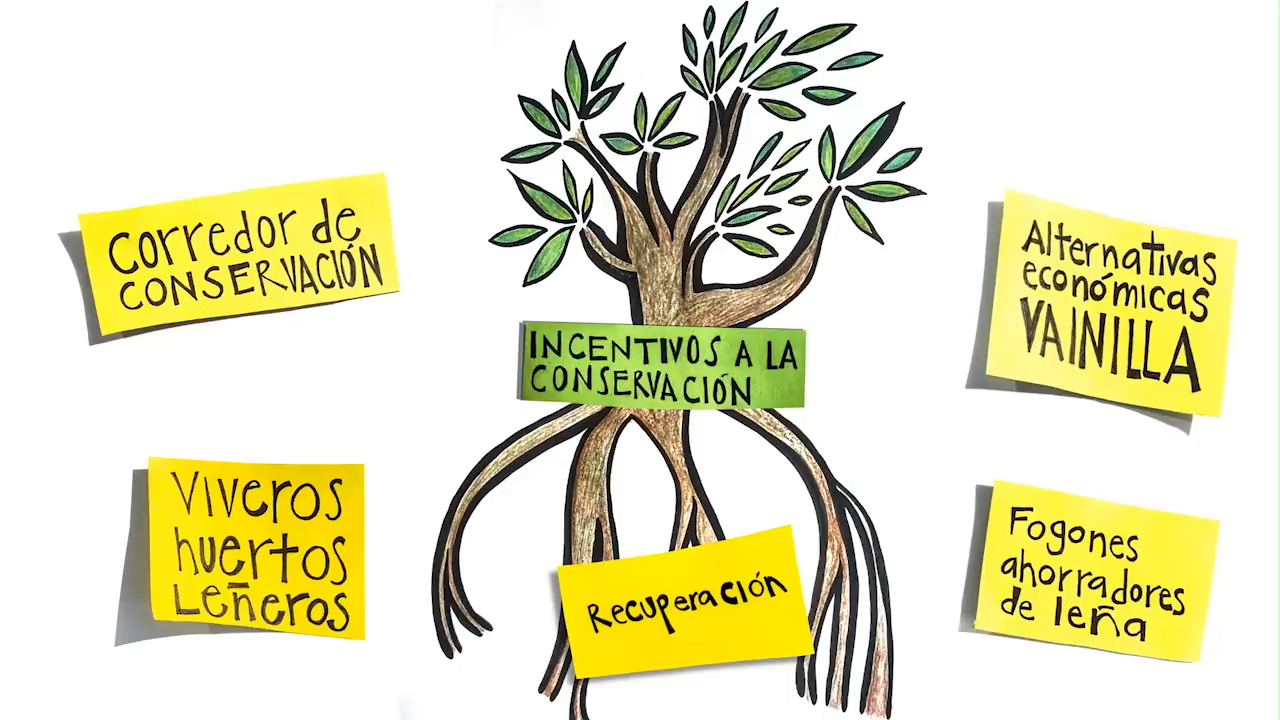 Corredor de
CONSERVACIÓN
Alternativas
económicas
VAINILLA
INCENTIVOS A LA
CONSERVACIÓN
Viveros
huertos
Leñeros
Recuperación
Fogones
ahorradores
de leña